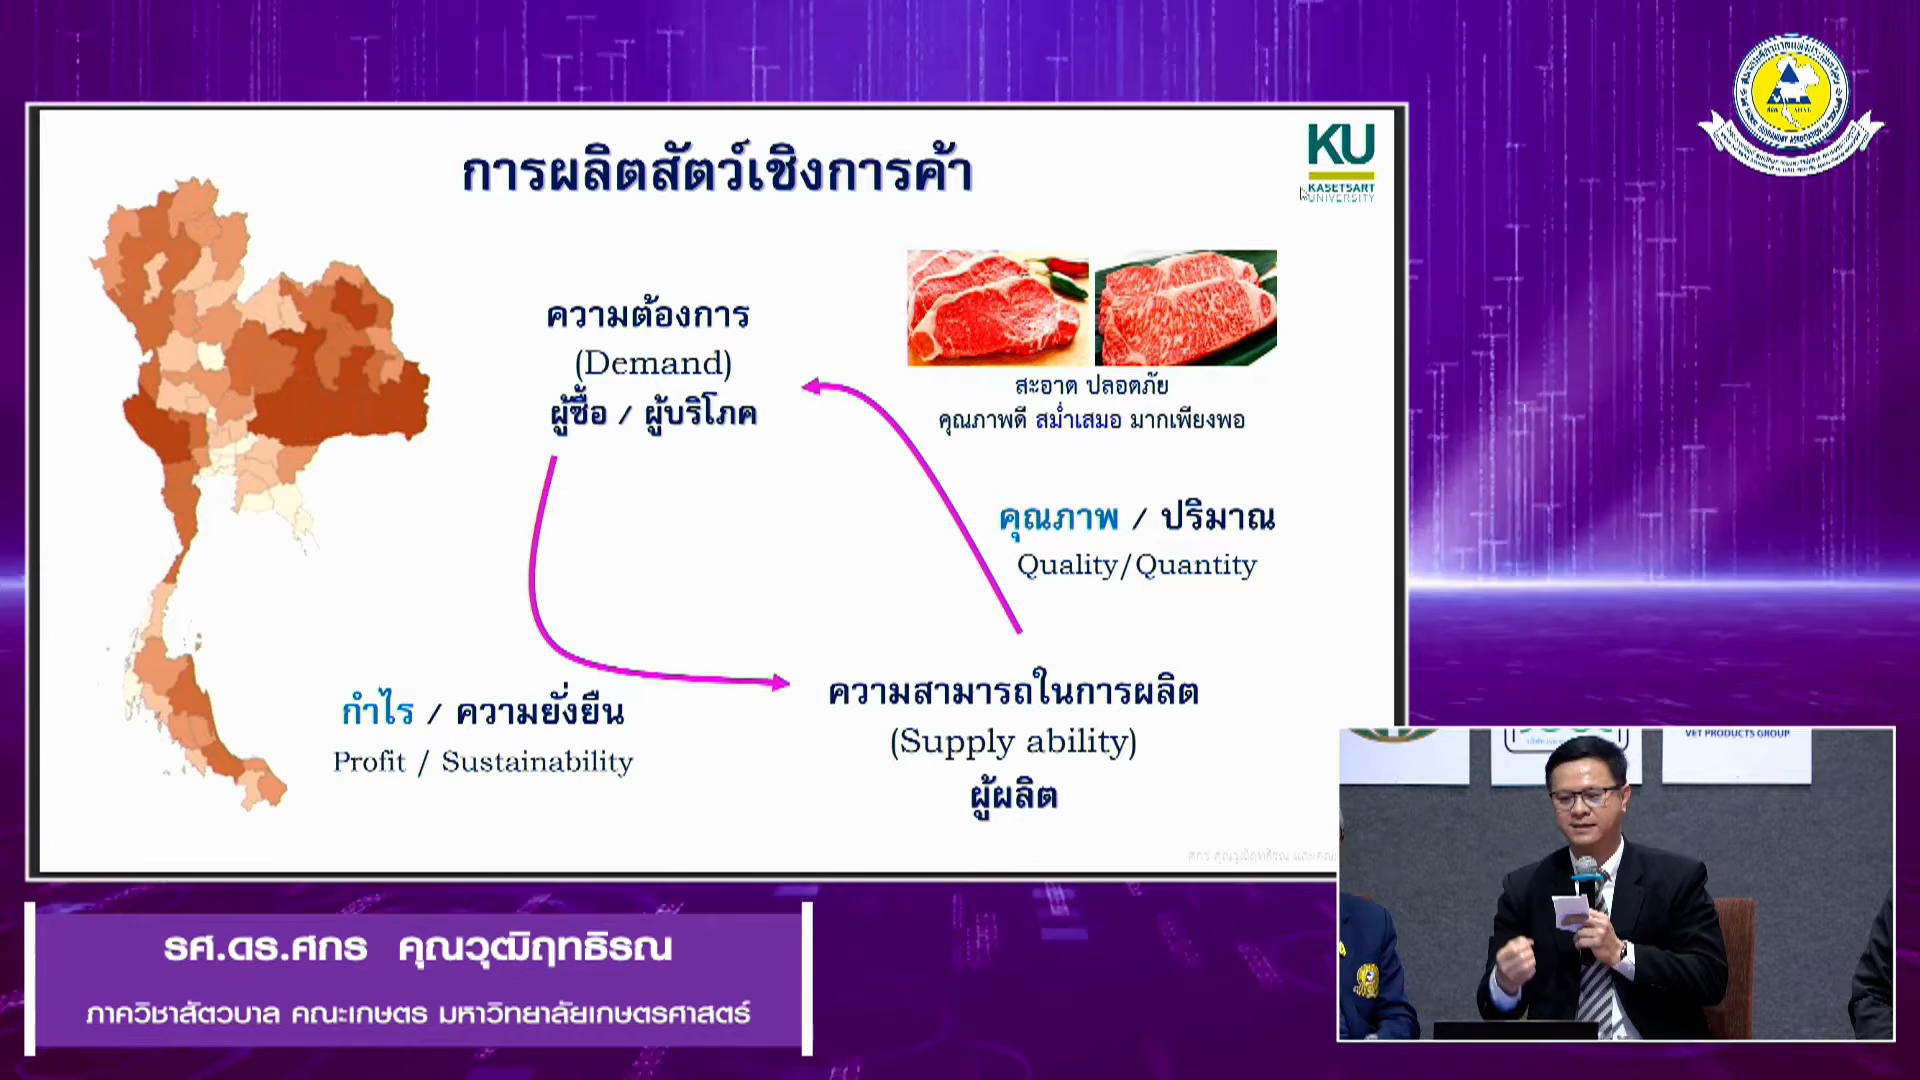 การผลิตสัตว์เชิงการค้า
KU
KASETSART
UNIVERSITY
ความต้องการ
(Demand)
ผู้ซื้อ / ผู้บริโภค
สะอาด ปลอดภัย
คุณภาพดี สม่ำเสมอ มากเพียงพอ
คุณภาพ / ปริมาณ
Quality/Quantity
กำไร / ความยั่งยืน
Profit / Sustainability
ความสามารถในการผลิต
(Supply ability)
ผู้ผลิต
VET PRODUCTS GROUP
รศ.ดร.ศกร คุณวุฒิฤทธิรณ
ภาควิชาสัตวบาล คณะเกษตร มหาวิทยาลัยเกษตรศาสตร์